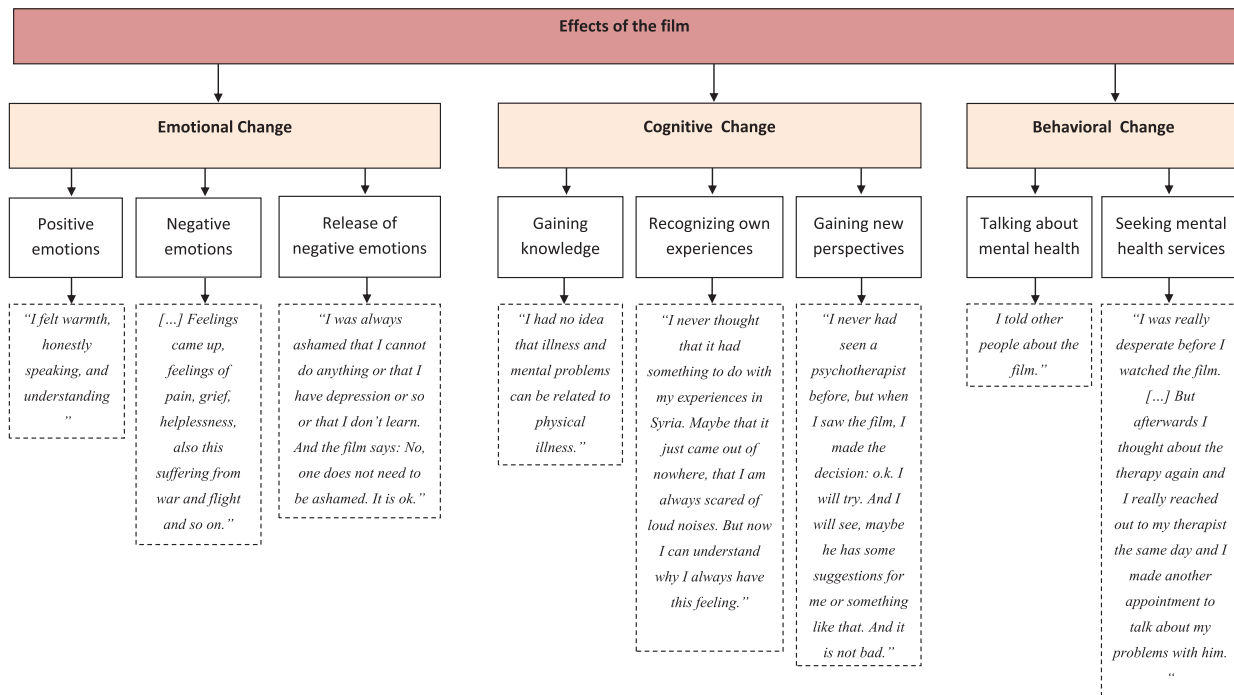 Effects of the film
Emotional Change
Cognitive  Change
Behavioral  Change
Positive
emotions
Negative
emotions
Release of
negative emotions
Gaining
knowledge
Recognizing own
experiences
Gaining new
perspectives
Talking about
mental health
Seeking mental
health services
“I felt warmth,
honestly
speaking, and
understanding
”
[…] Feelings
came up,
feelings of
pain, grief,
helplessness,
also this
suffering from
war and flight
and so on.”
“I was always
ashamed that I cannot
do anything or that I
have depression or so
or that I don’t learn.
And the film says: No,
one does not need to
be ashamed. It is ok.”
“I had no idea
that illness and
mental problems
can be related to
physical
illness.”
“I never thought
that it had
something to do with
my experiences in
Syria. Maybe that it
just came out of
nowhere, that I am
always scared of
loud noises. But now
I can understand
why I always have
this feeling.”
“I never had
seen a
psychotherapist
before, but when
I saw the film, I
made the
decision: o.k. I
will try. And I
will see, maybe
he has some
suggestions for
me or something
like that. And it
is not bad.”
I told other
people about the
film.”
“I was really
desperate before I
watched the film.
[…] But
afterwards I
thought about the
therapy again and
I really reached
out to my therapist
the same day and I
made another
appointment to
talk about my
problems with him.
“